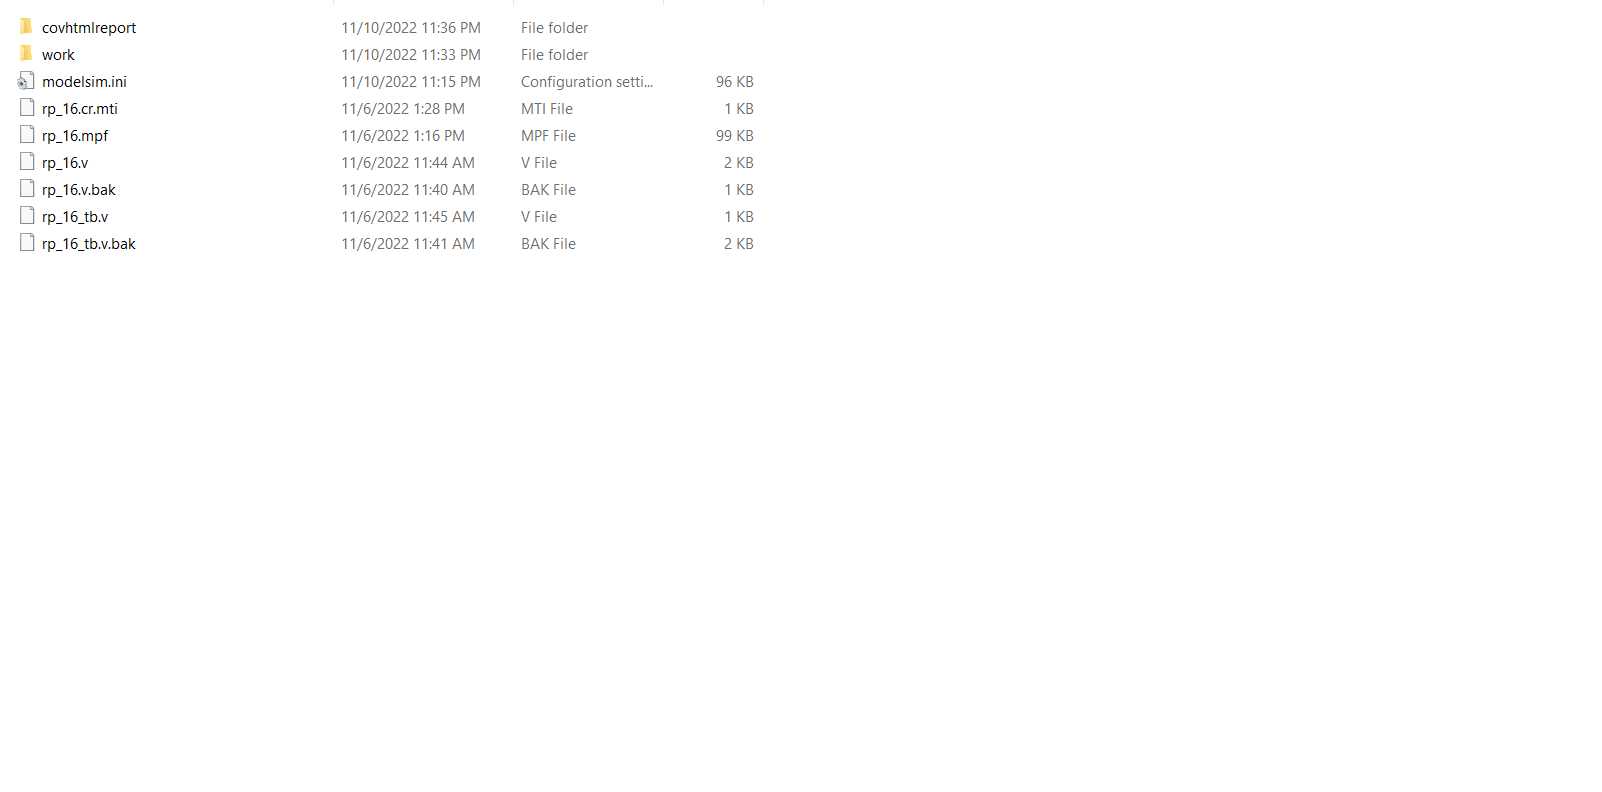 covhtmlreport 11/10/2022 11:36 PM File folder
work 11/10/2022 11:33 PM File folder
modelsim.ini 11/10/2022 11:15 PM Configuration setti... 96 KB
rp_16.cr.mti 11/6/2022 1:28 PM MTI File 1 KB
rp_16.mpf 11/6/2022 1:16 PM MPF File 99 KB
rp_16.v 11/6/2022 11:44 AM V File 2 KB
rp_16.v.bak 11/6/2022 11:40 AM BAK File 1 KB
rp_16_tb.v 11/6/2022 11:45 AM V File 1 KB
rp_16_tb.v.bak 11/6/2022 11:41 AM BAK File 2 KB